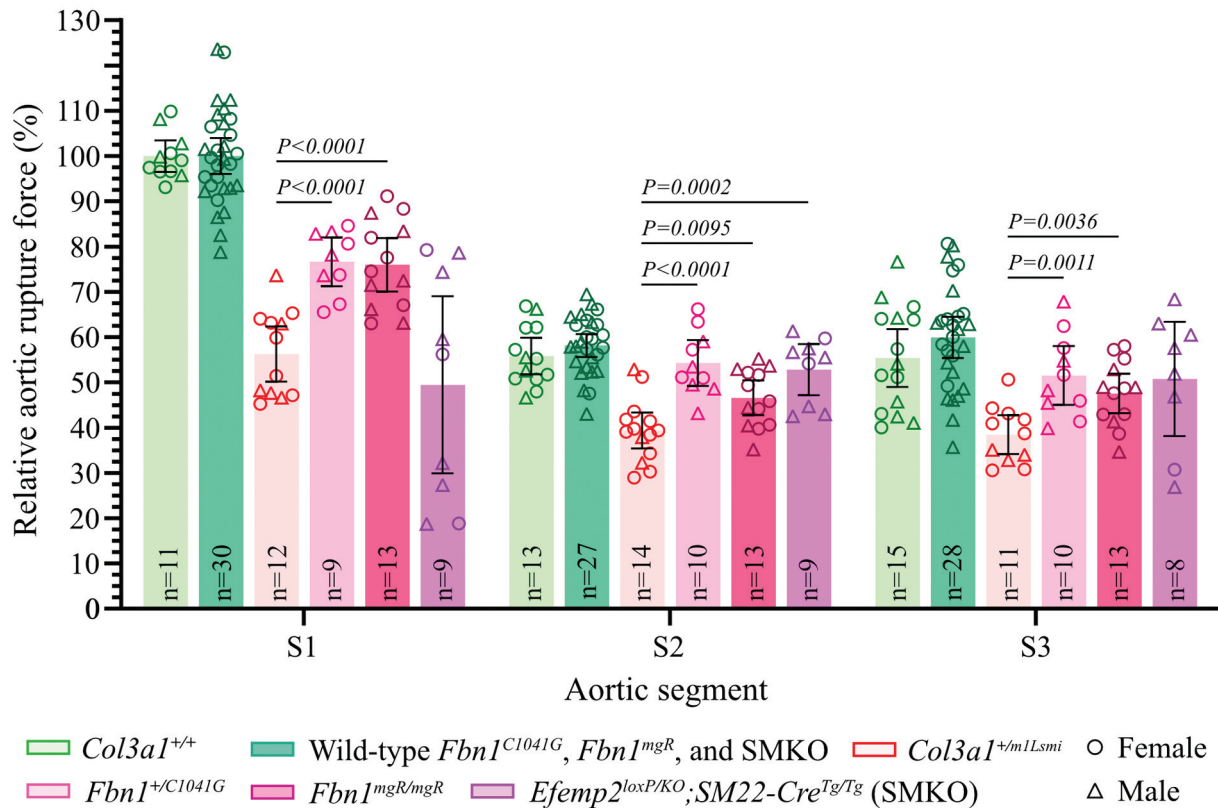 Relative aortic rupture force (%)
130
110
100
90
80
70
60
50
40
30
20
10
0
P<0.0001
P<0.0001
P=0.0002
P=0.0095
P<0.0001
P=0.0036
P=0.0011
n=11
n=30
n=12
n=9
n=13
n=9
n=13
n=27
n=14
n=10
n=13
n=9
n=15
n=28
n=11
n=10
n=13
n=8
S1
S2
S3
Aortic segment
Col3a1+/+
Wild-type Fbn1C1041G, Fbn1mgR, and SMKO
Col3a1+/m1Lsmi
Female
Fbn1+/C1041G
Fbn1mgR/mgR
Efemp2loxP/KO;SM22-CreTg/Tg (SMKO)
Male